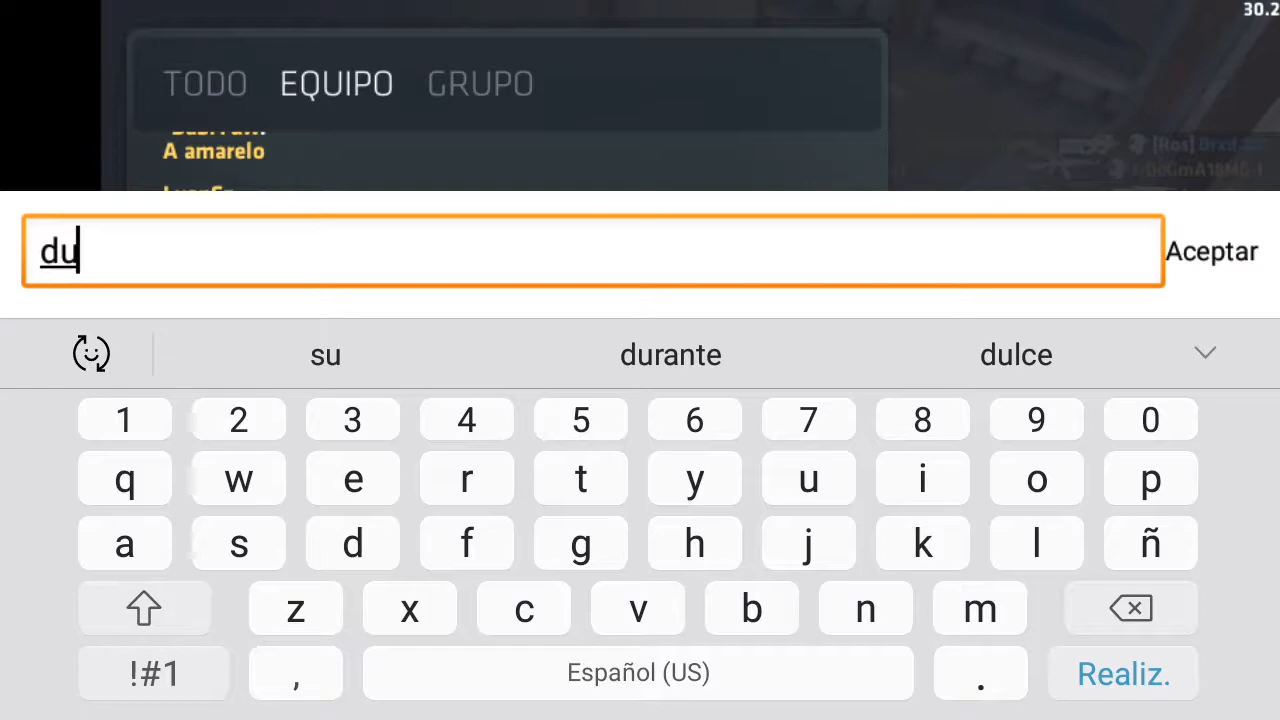 30.2
TODO EQUIPO GRUPO
A amarelo
[Ros]
du
Aceptar
su durante dulce
1 2 3 4 5 6 7 8 9 0
q w e r t y u i o p
a s d f g h j k l ñ
z x c v b n m
!#1 , Español (US) . Realiz.